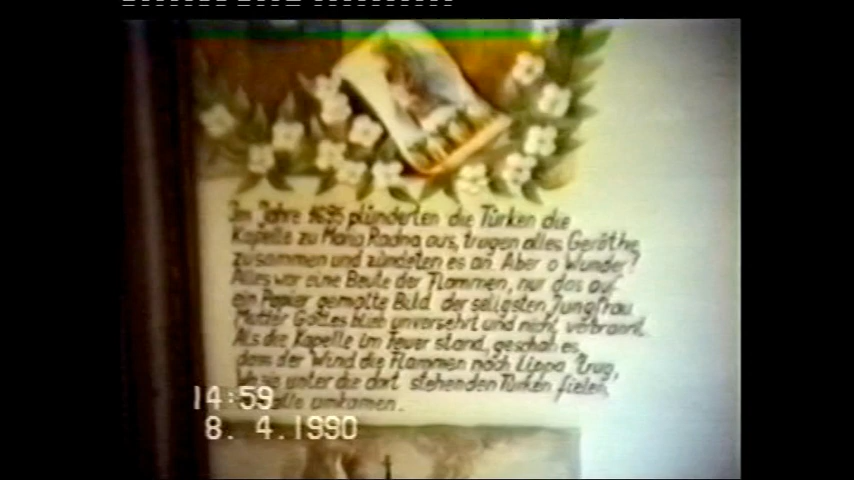 Im Jahre 1695 plünderten die Türken die
Kapelle zu Maria Radna aus, trugen alles Geräthe
zusammen und zündeten es an. Aber o Wunder!
Alles war eine Beute der Flammen, nur das auf
ein Papier gemalte Bild der seligsten Jungfrau
Mutter Gottes blieb unversehrt und nicht verbrannt.
Als die Kapelle im Feuer stand, geschah es,
dass der Wind die Flammen nach Lippa trug,
unter die dort stehenden Türken fielen
alle umkamen.
14:59
8. 4.1990